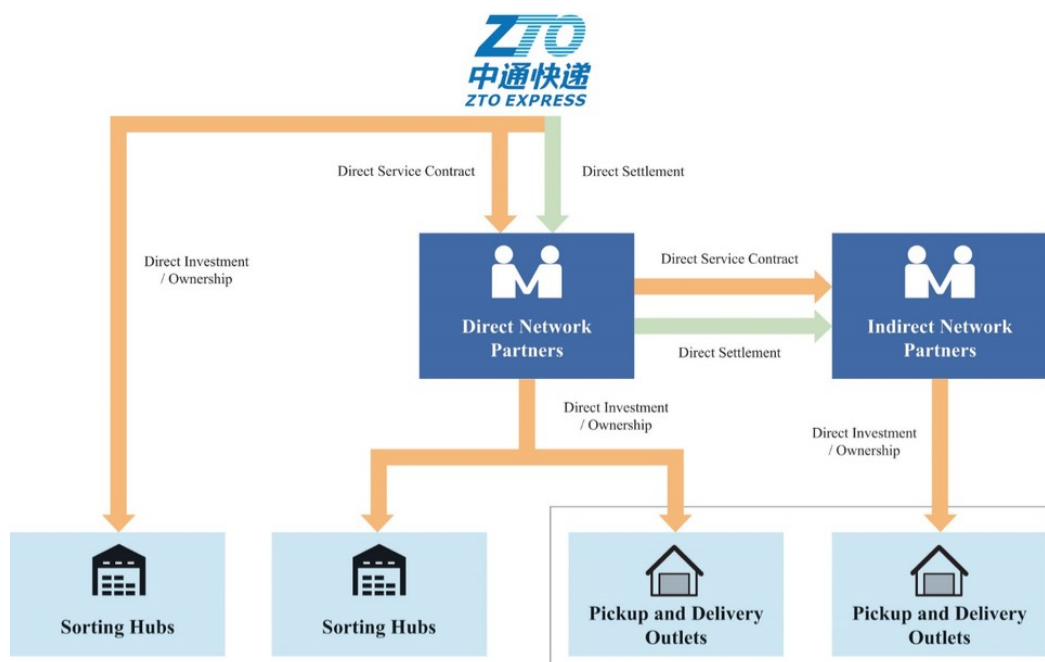 ZTO
中通快递
ZTO EXPRESS
Direct Service Contract
Direct Settlement
Direct Investment
/ Ownership
Direct Network
Partners
Direct Service Contract
Direct Settlement
Indirect Network
Partners
Direct Investment
/ Ownership
Direct Investment
/ Ownership
Sorting Hubs
Sorting Hubs
Pickup and Delivery
Outlets
Pickup and Delivery
Outlets